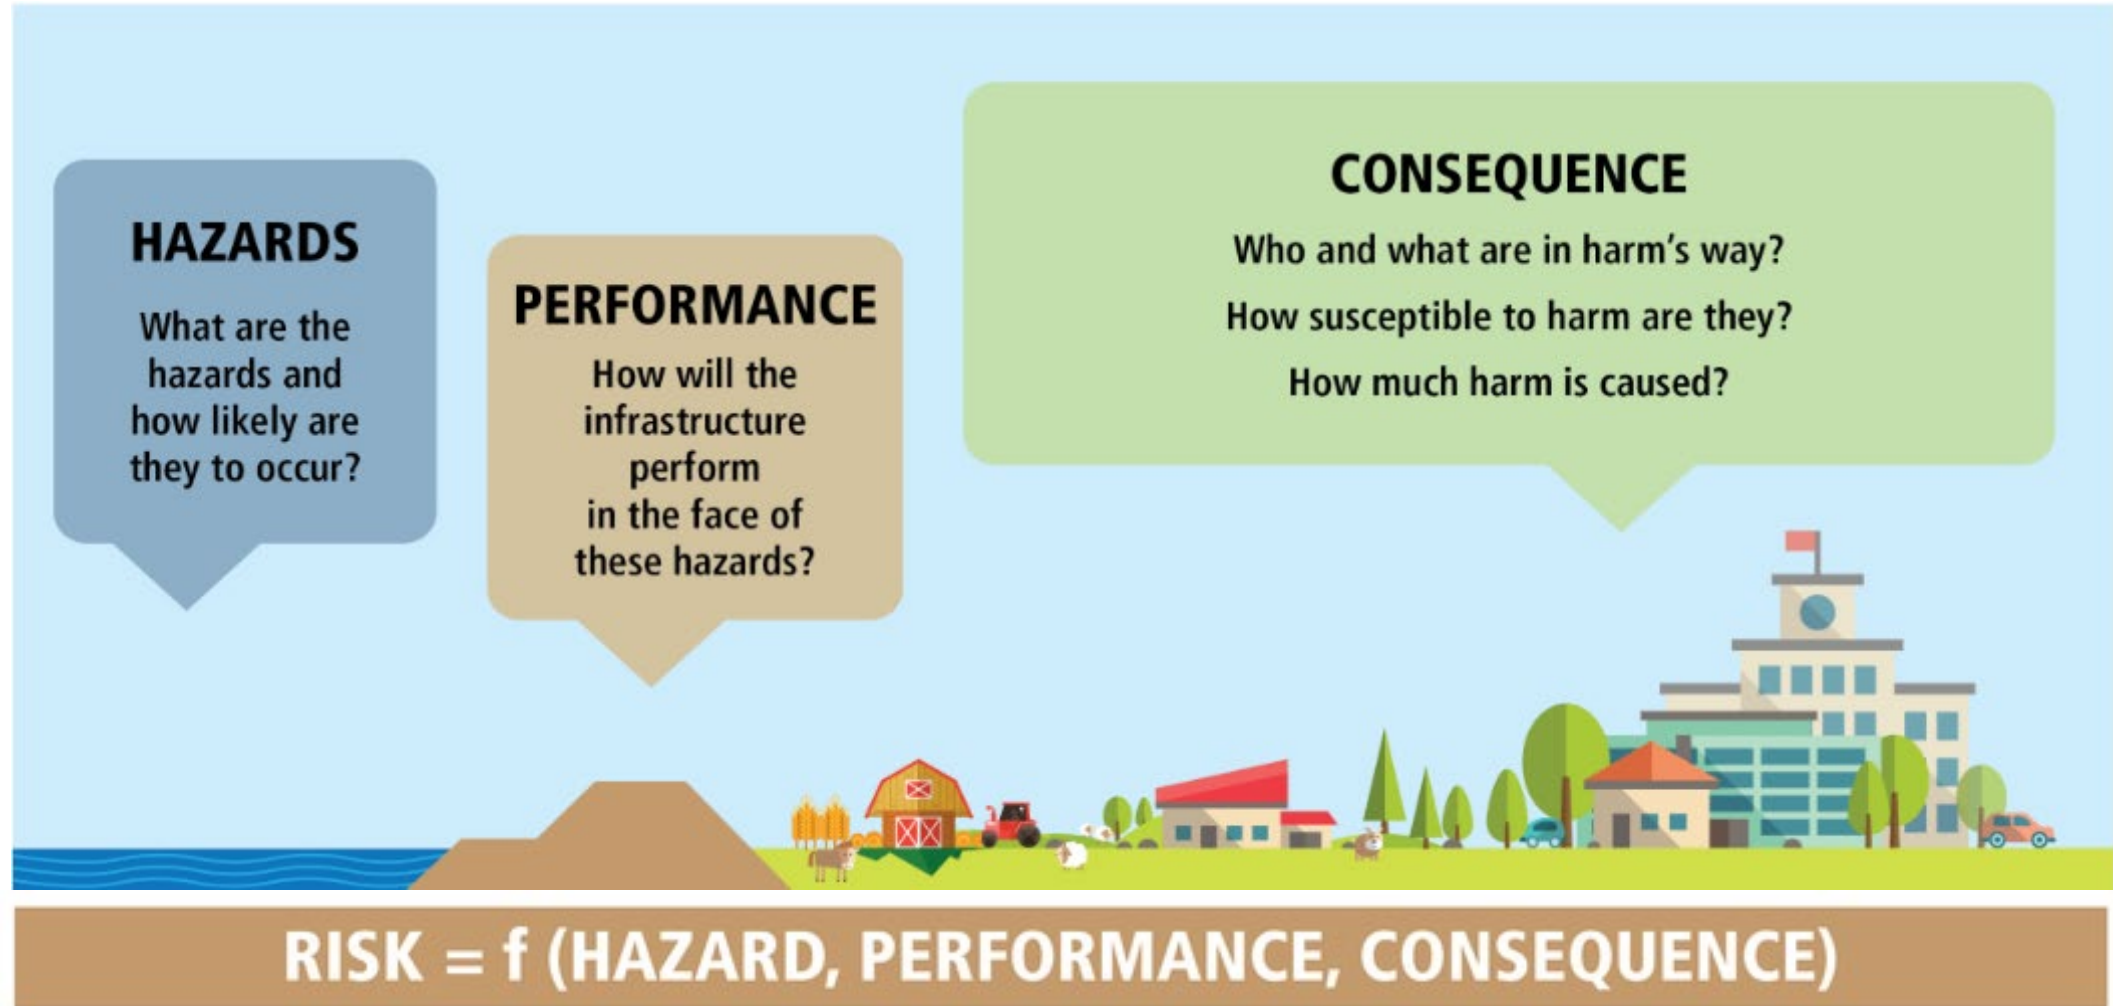 HAZARDS
What are the
hazards and
how likely are
they to occur?
PERFORMANCE
How will the
infrastructure
perform
in the face of
these hazards?
CONSEQUENCE
Who and what are in harm’s way?
How susceptible to harm are they?
How much harm is caused?
RISK = f (HAZARD, PERFORMANCE, CONSEQUENCE)